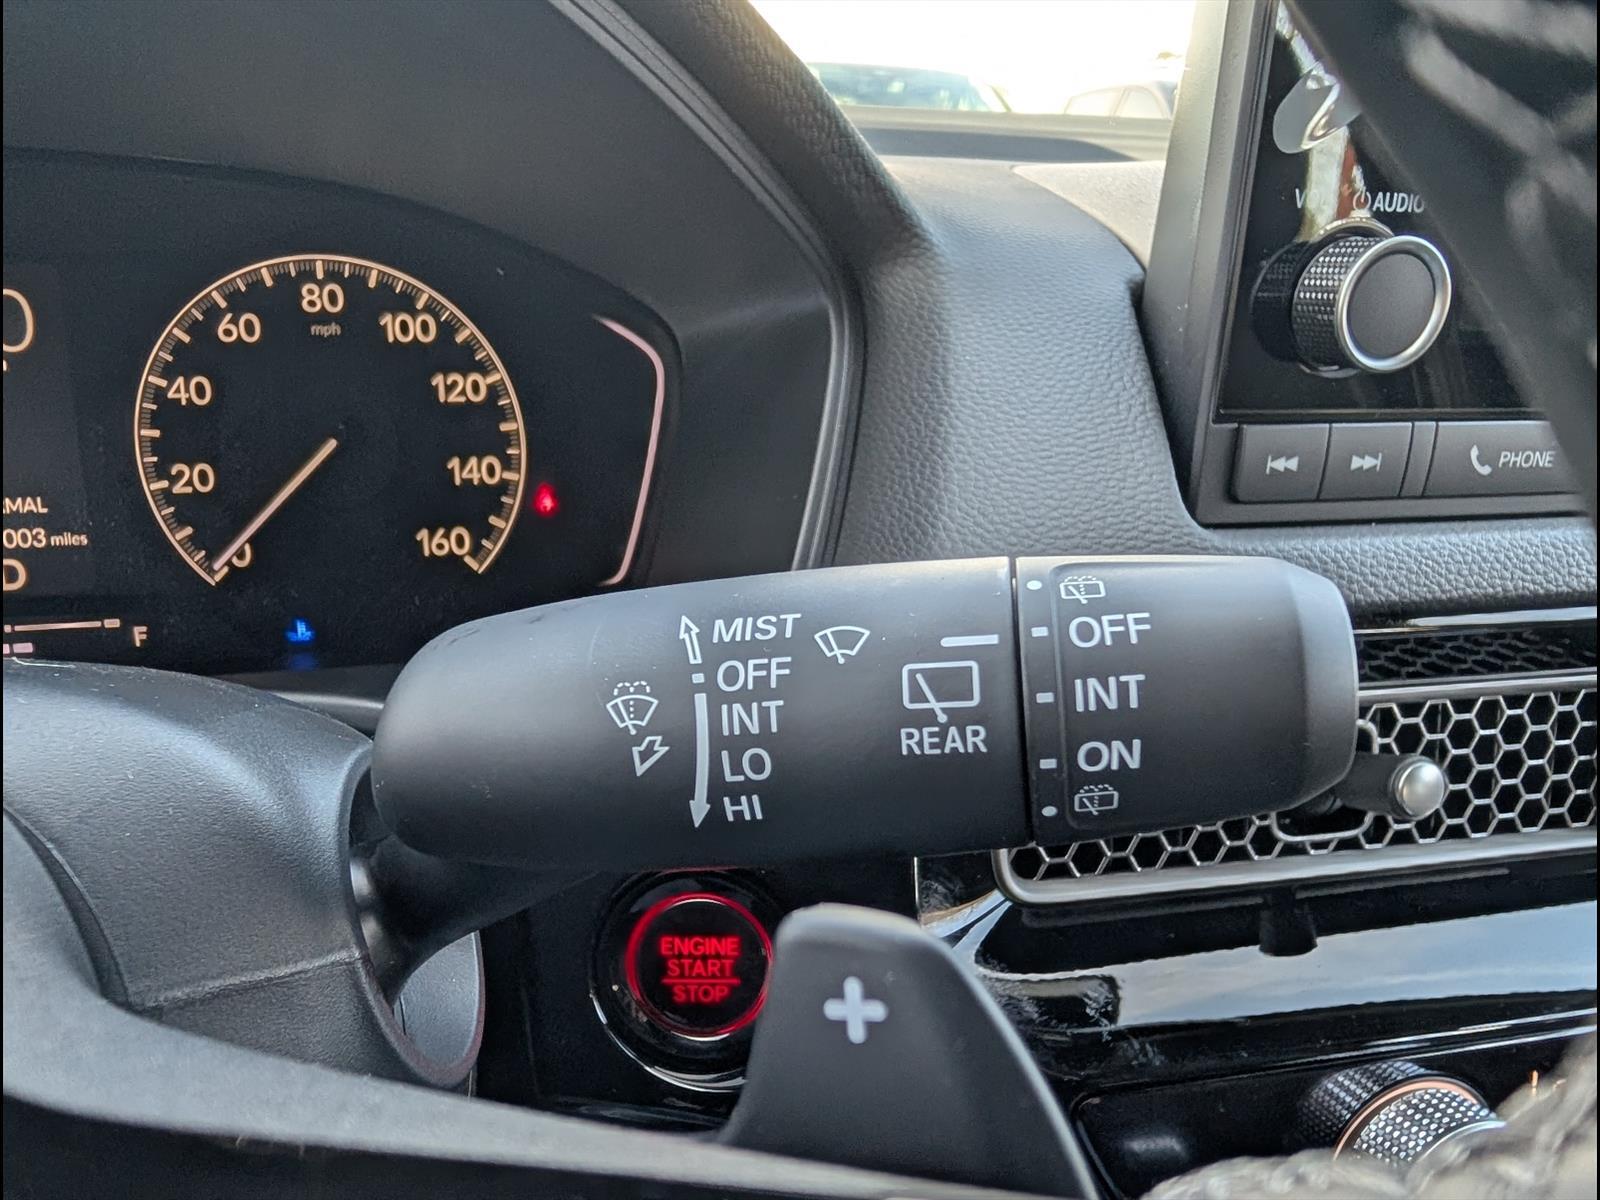 80
mph
60
100
40
120
20
140
0
160
003 miles
D
F
AUDIO
PHONE
MIST
OFF
INT
LO
HI
REAR
OFF
INT
ON
ENGINE
START
STOP
+